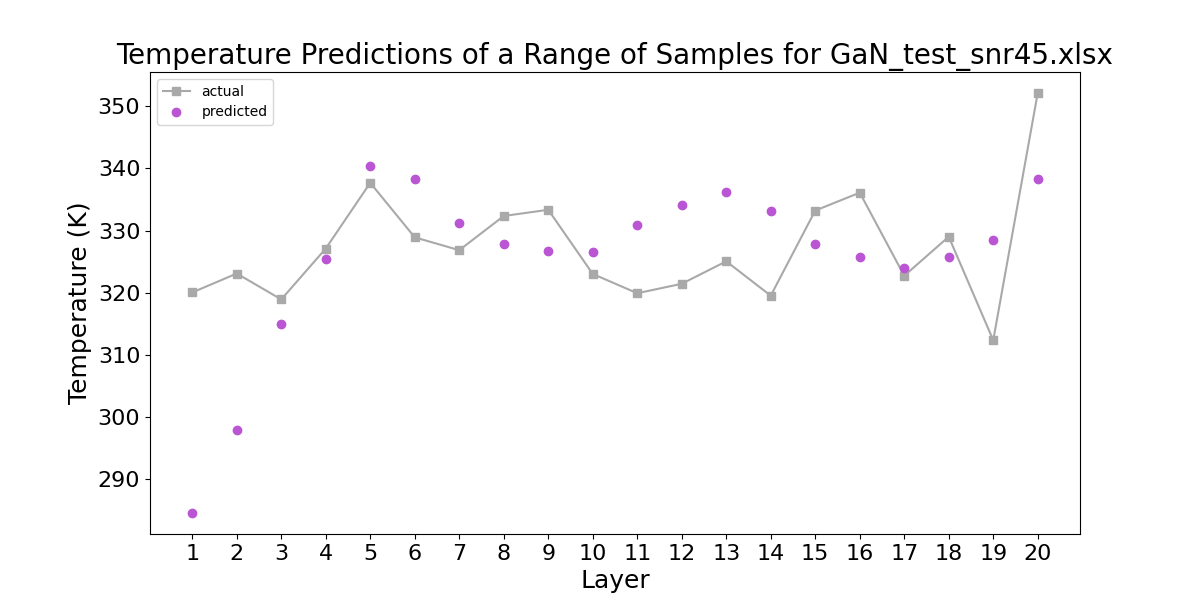 Temperature Predictions of a Range of Samples for GaN_test_snr45.xlsx
actual
predicted
350
340
330
320
310
300
290
Temperature (K)
1 2 3 4 5 6 7 8 9 10 11 12 13 14 15 16 17 18 19 20
Layer